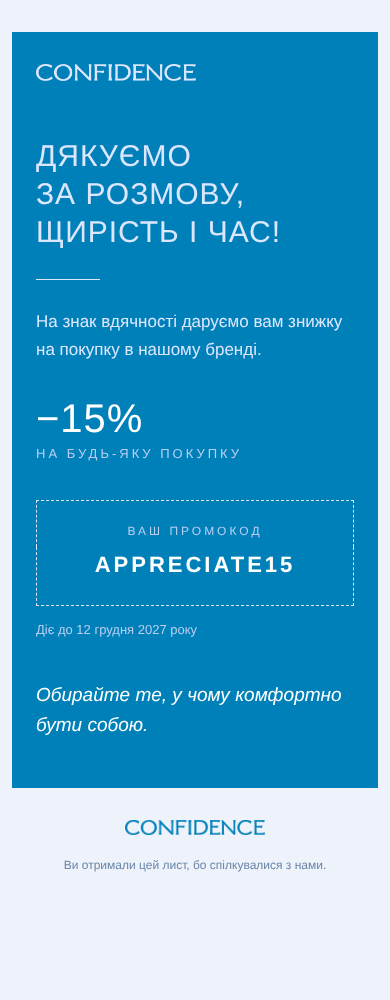 CONFIDENCE
ДЯКУЄМО
ЗА РОЗМОВУ,
ЩИРІСТЬ І ЧАС!
На знак вдячності даруємо вам знижку
на покупку в нашому бренді.
−15%
НА БУДЬ-ЯКУ ПОКУПКУ
ВАШ ПРОМОКОД
APPRECIATE15
Діє до 12 грудня 2027 року
Обирайте те, у чому комфортно
бути собою.
CONFIDENCE
Ви отримали цей лист, бо спілкувалися з нами.